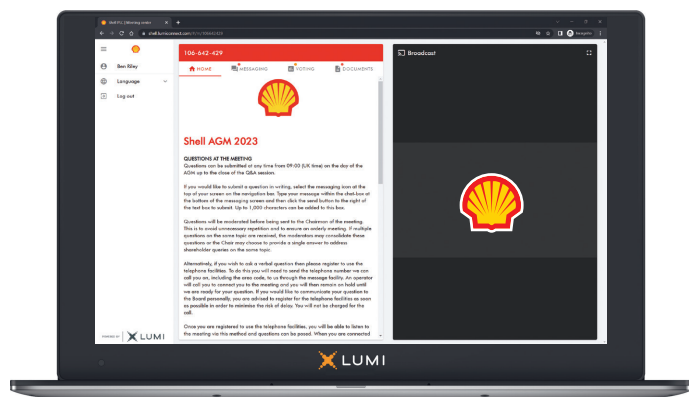 Shell PLC | Meeting centre
shell.lumiconnect.com
Incognito
Ben Riley
Language
Log out
POWERED BY LUMI
106-642-429
HOME MESSAGING VOTING DOCUMENTS
Shell AGM 2023
QUESTIONS AT THE MEETING
Questions can be submitted at any time from 09:00 (UK time) on the day of the
AGM up to the close of the Q&A session.
If you would like to submit a question in writing, select the messaging icon at the
top of your screen on the navigation bar. Type your message within the chat-box at
the bottom of the messaging screen and then click the send button to the right of
the text box to submit. Up to 1,000 characters can be added to this box.
Questions will be moderated before being sent to the Chairman of the meeting.
This is to avoid unnecessary repetition and to ensure an orderly meeting. If multiple
questions on the same topic are received, the moderators may consolidate these
questions or the Chair may choose to provide a single answer to address
shareholder queries on the same topic.
Alternatively, if you wish to ask a verbal question then please register to use the
telephone facilities. To do this you will need to send the telephone number we can
call you on, including the area code, to us through the message facility. An operator
will call you to connect you to the meeting and you will then remain on hold until
we are ready for your question. If you would like to communicate your question to
the Board personally, you are advised to register for the telephone facilities as soon
as possible in order to minimise the risk of delay. You will not be charged for the
call.
Once you are registered to use the telephone facilities, you will be able to listen to
the meeting via this method and questions can be posed. When you are connected
Broadcast
LUMI